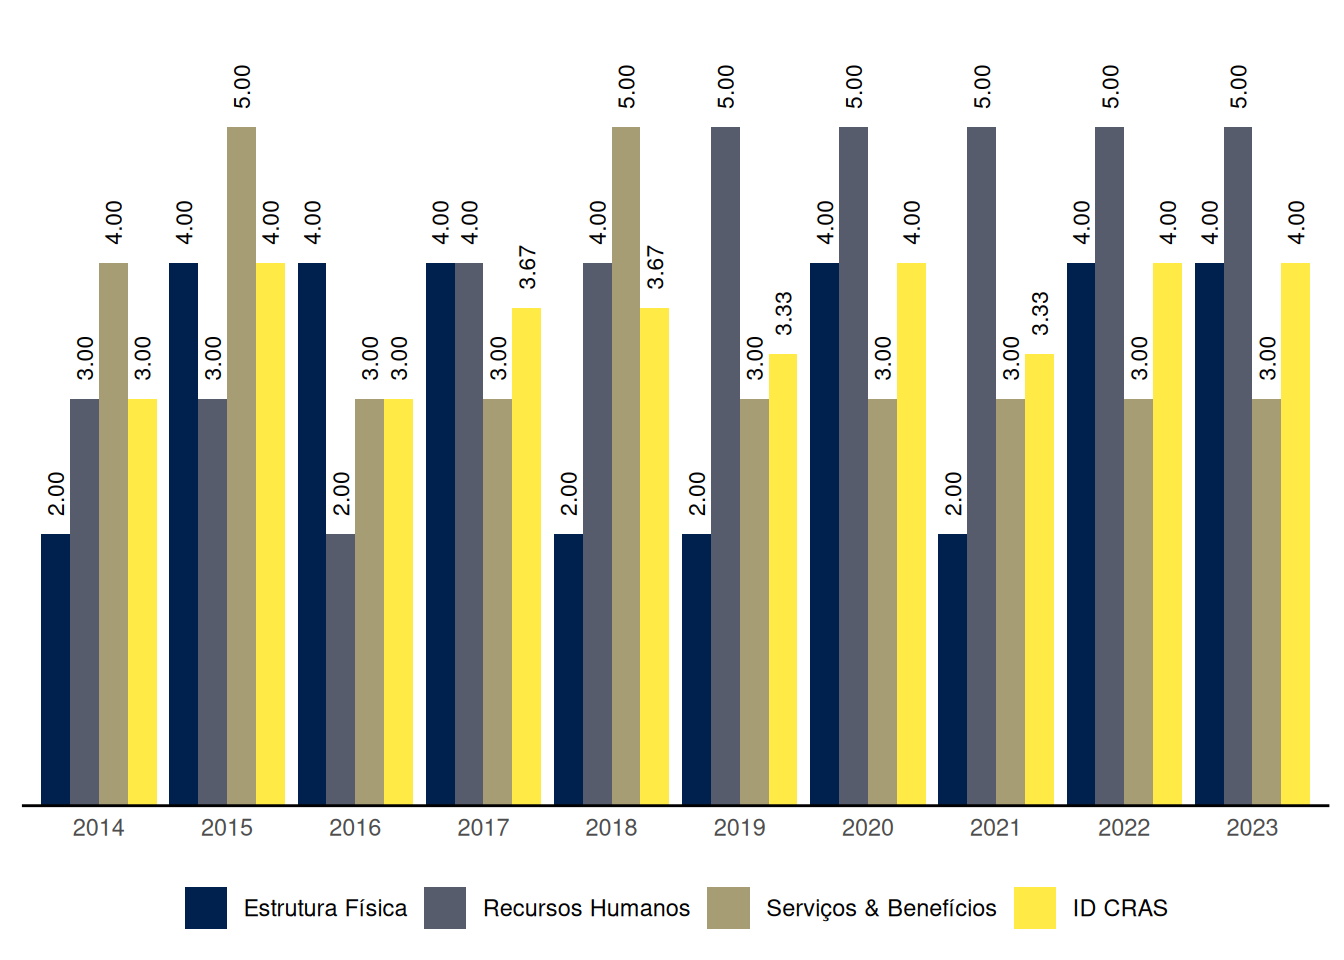 5.00 5.00 5.00 5.00 5.00 5.00 5.00
4.00 4.00 4.00 4.00 4.00 4.00 4.00 4.00 4.00 4.00 4.00 4.00 4.00 4.00
3.67 3.67
3.33 3.33
3.00 3.00 3.00 3.00 3.00 3.00 3.00 3.00 3.00 3.00 3.00
2.00 2.00 2.00 2.00 2.00
2014 2015 2016 2017 2018 2019 2020 2021 2022 2023
Estrutura Física Recursos Humanos Serviços & Benefícios ID CRAS